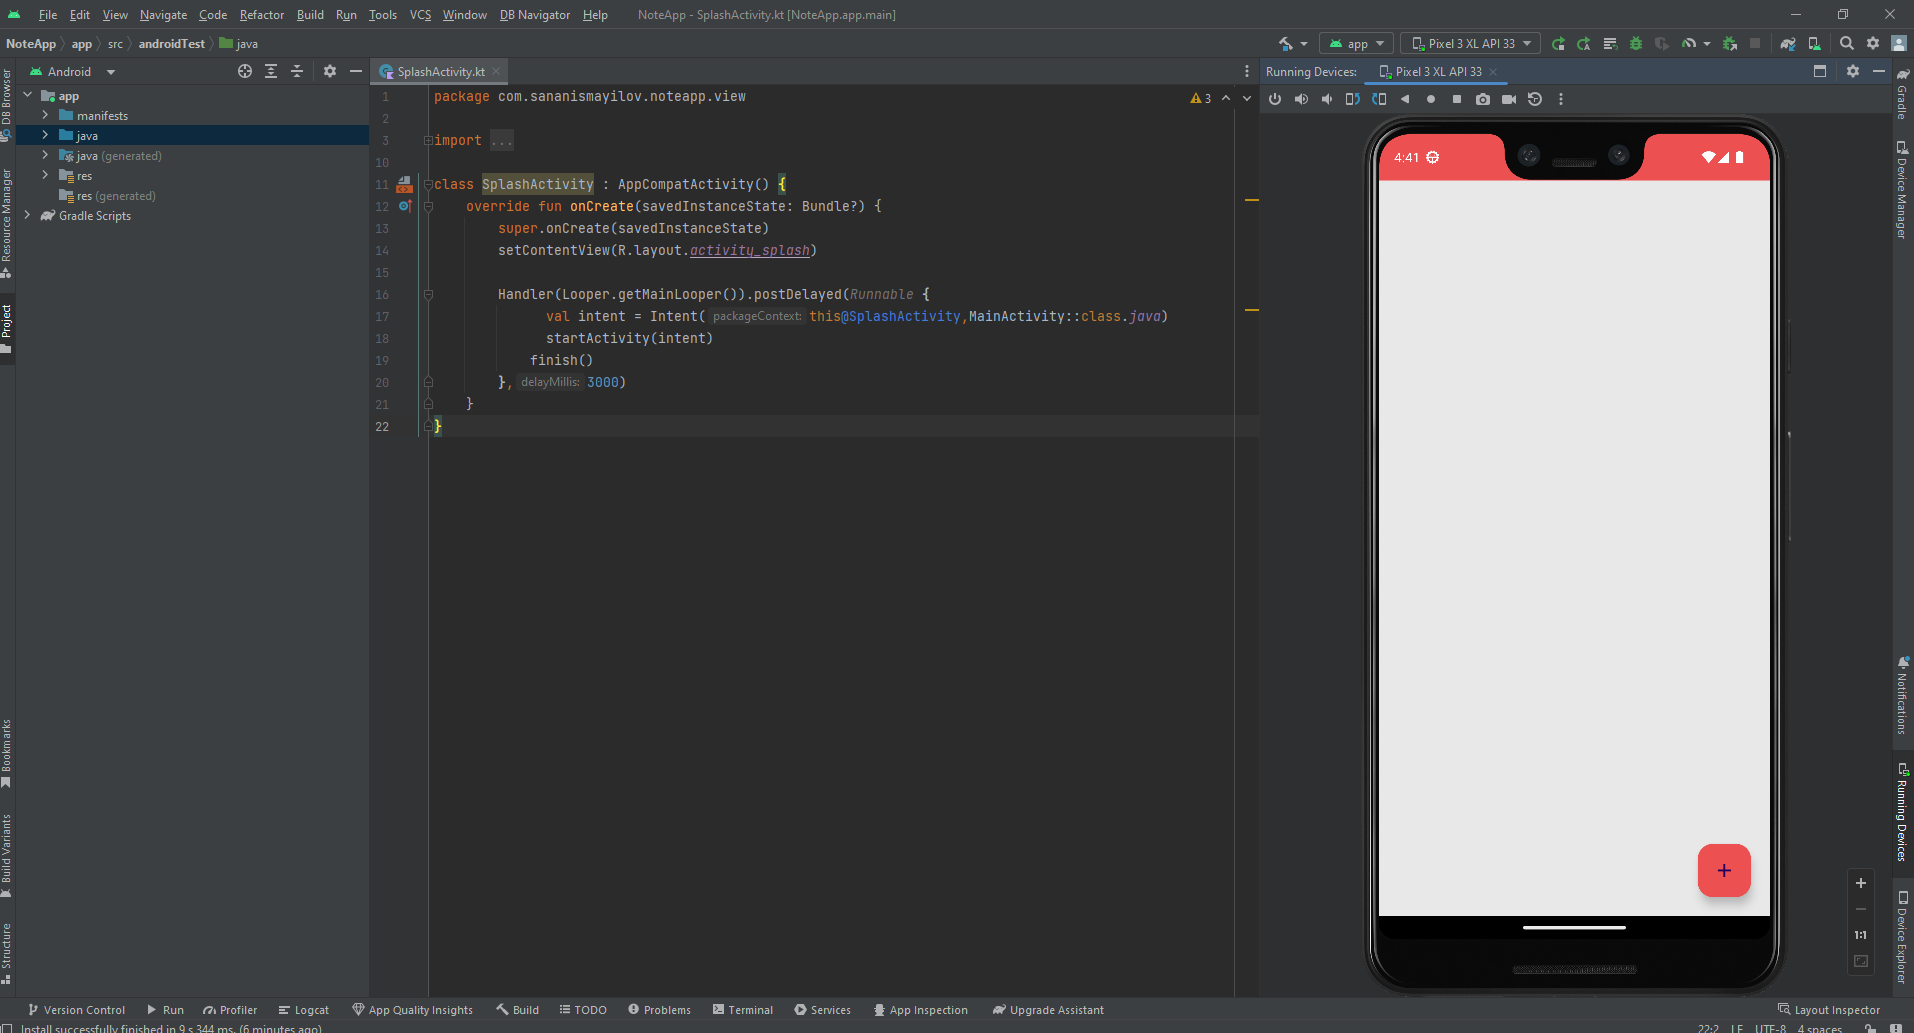 File Edit View Navigate Code Refactor Build Run Tools VCS Window DB Navigator Help NoteApp - SplashActivity.kt [NoteApp.app.main]
NoteApp app src androidTest java app Pixel 3 XL API 33
Android SplashActivity.kt Running Devices: Pixel 3 XL API 33
app
manifests
java
java (generated)
res
res (generated)
Gradle Scripts
1 package com.sananismayilov.noteapp.view
3
2
3 import ...
10
11 class SplashActivity : AppCompatActivity() {
12 override fun onCreate(savedInstanceState: Bundle?) {
13 super.onCreate(savedInstanceState)
14 setContentView(R.layout.activity_splash)
15
16 Handler(Looper.getMainLooper()).postDelayed(Runnable {
17 val intent = Intent( packageContext: this@SplashActivity,MainActivity::class.java)
18 startActivity(intent)
19 finish()
20 }, delayMillis: 3000)
21 }
22 }
4:41
+
1:1
DB Browser
Resource Manager
Project
Bookmarks
Build Variants
Structure
Gradle
Device Manager
Notifications
Running Devices
Device Explorer
Version Control Run Profiler Logcat App Quality Insights Build TODO Problems Terminal Services App Inspection Upgrade Assistant Layout Inspector
Install successfully finished in 9 s 344 ms. (6 minutes ago) 22:2 LF UTF-8 4 spaces